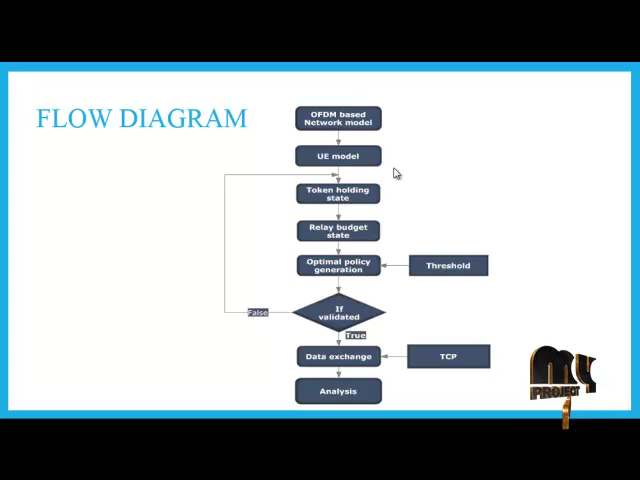 FLOW DIAGRAM
OFDM based
Network model
UE model
Token holding
state
Relay budget
state
Optimal policy
generation
Threshold
If
validated
False
True
Data exchange
TCP
Analysis
my
PROJECT